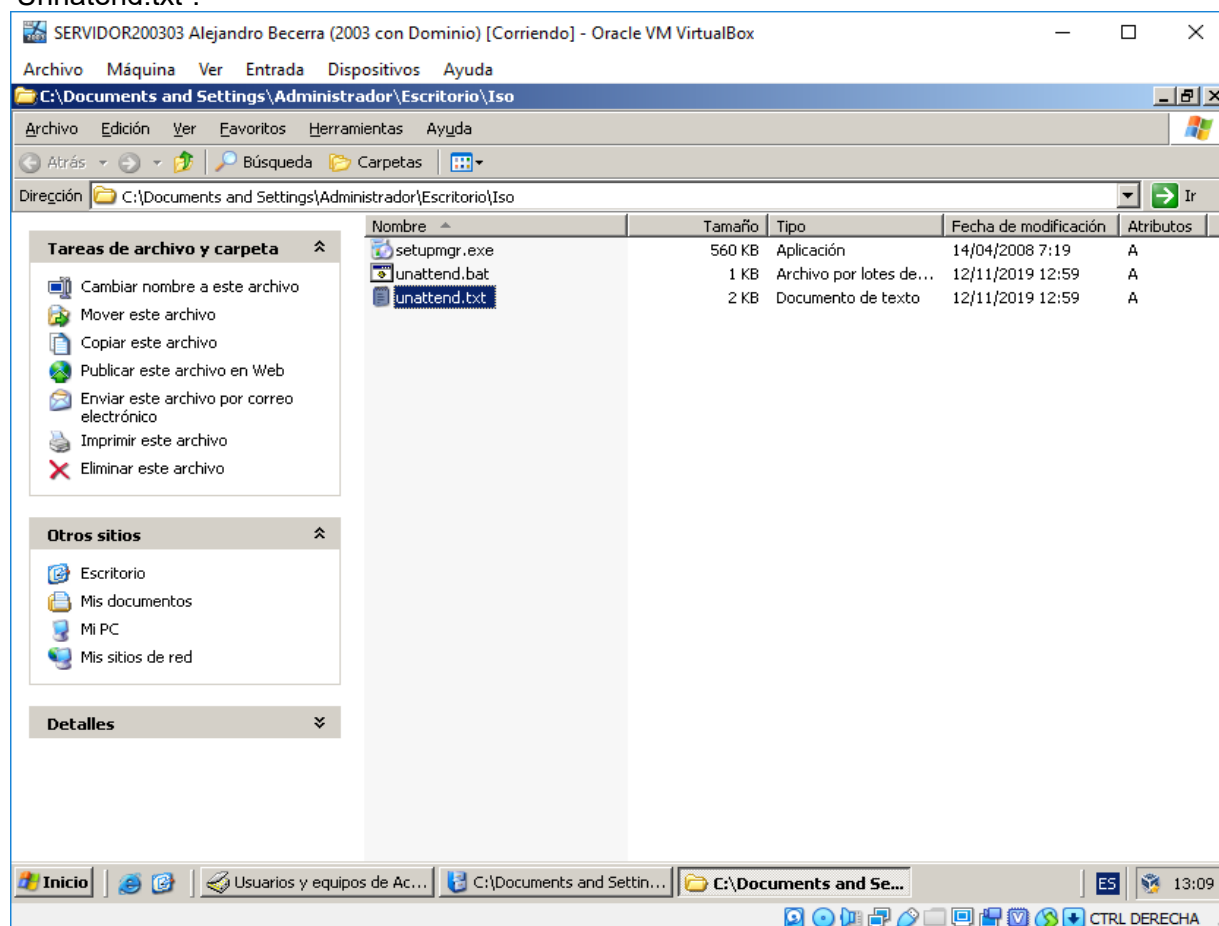 SERVIDOR200303 Alejandro Becerra (2003 con Dominio) [Corriendo] - Oracle VM VirtualBox
Archivo Máquina Ver Entrada Dispositivos Ayuda
C:\Documents and Settings\Administrador\Escritorio\Iso
Archivo Edición Ver Favoritos Herramientas Ayuda
Atrás Búsqueda Carpetas
Dirección C:\Documents and Settings\Administrador\Escritorio\Iso Ir
Nombre Tamaño Tipo Fecha de modificación Atributos
setupmgr.exe 560 KB Aplicación 14/04/2008 7:19 A
unattend.bat 1 KB Archivo por lotes de... 12/11/2019 12:59 A
unattend.txt 2 KB Documento de texto 12/11/2019 12:59 A
Tareas de archivo y carpeta
Cambiar nombre a este archivo
Mover este archivo
Copiar este archivo
Publicar este archivo en Web
Enviar este archivo por correo
electrónico
Imprimir este archivo
Eliminar este archivo
Otros sitios
Escritorio
Mis documentos
Mi PC
Mis sitios de red
Detalles
Inicio Usuarios y equipos de Ac... C:\Documents and Settin... C:\Documents and Se... ES 13:09
CTRL DERECHA